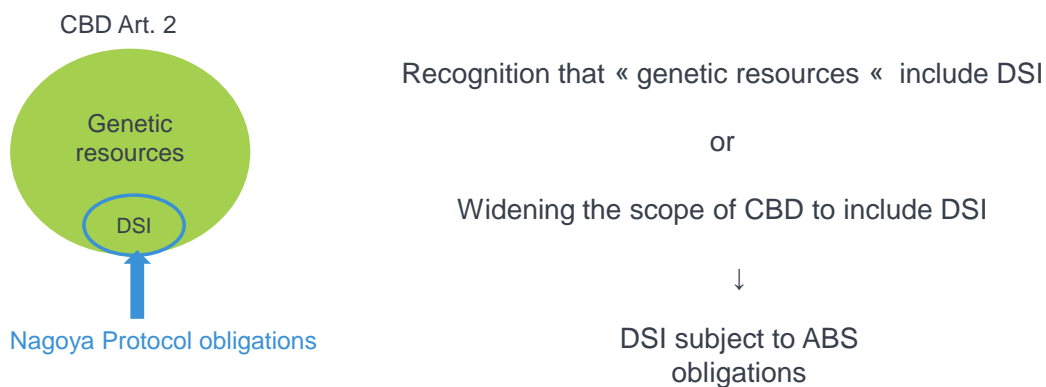 CBD Art. 2
Genetic
resources
DSI
Nagoya Protocol obligations
Recognition that « genetic resources « include DSI
or
Widening the scope of CBD to include DSI
↓
DSI subject to ABS
obligations